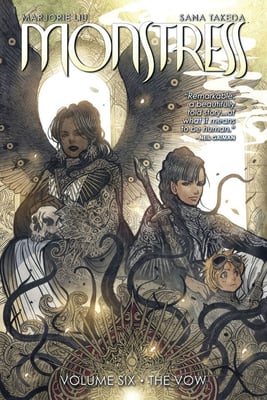 MARJORIE LIU SANA TAKEDA
MONSTRESS
"Remarkable:
a beautifully
told story...of
what it means
to be human."
—NEIL GAIMAN
VOLUME SIX • THE VOW